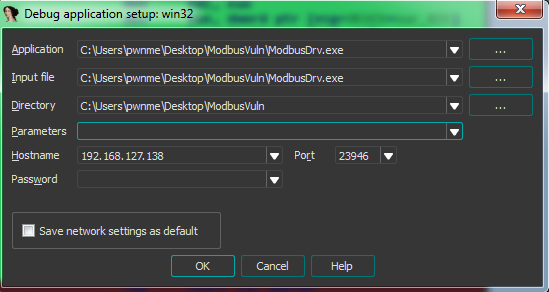 Debug application setup: win32
Application C:\Users\pwnme\Desktop\ModbusVuln\ModbusDrv.exe ...
Input file C:\Users\pwnme\Desktop\ModbusVuln\ModbusDrv.exe ...
Directory C:\Users\pwnme\Desktop\ModbusVuln ...
Parameters
Hostname 192.168.127.138 Port 23946
Password
Save network settings as default
OK Cancel Help